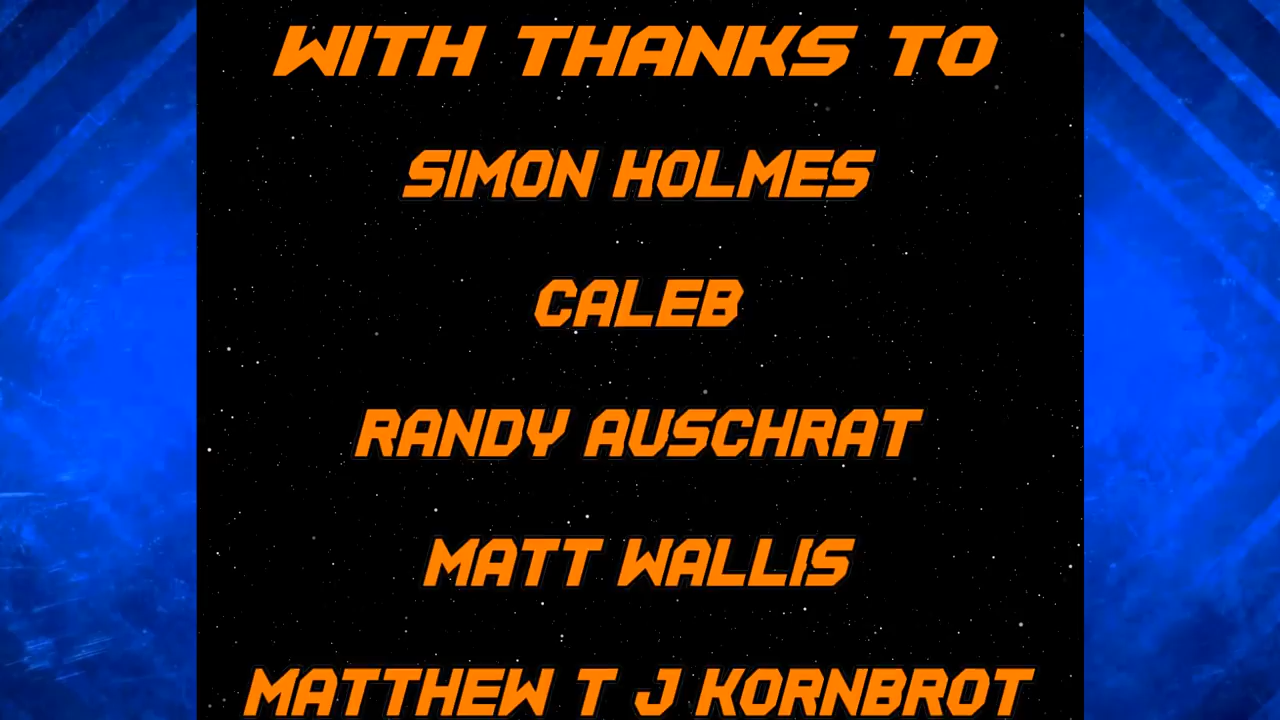 WITH THANKS TO
SIMON HOLMES
CALEB
RANDY AUSCHRAT
MATT WALLIS
MATTHEW T J KORNBROT